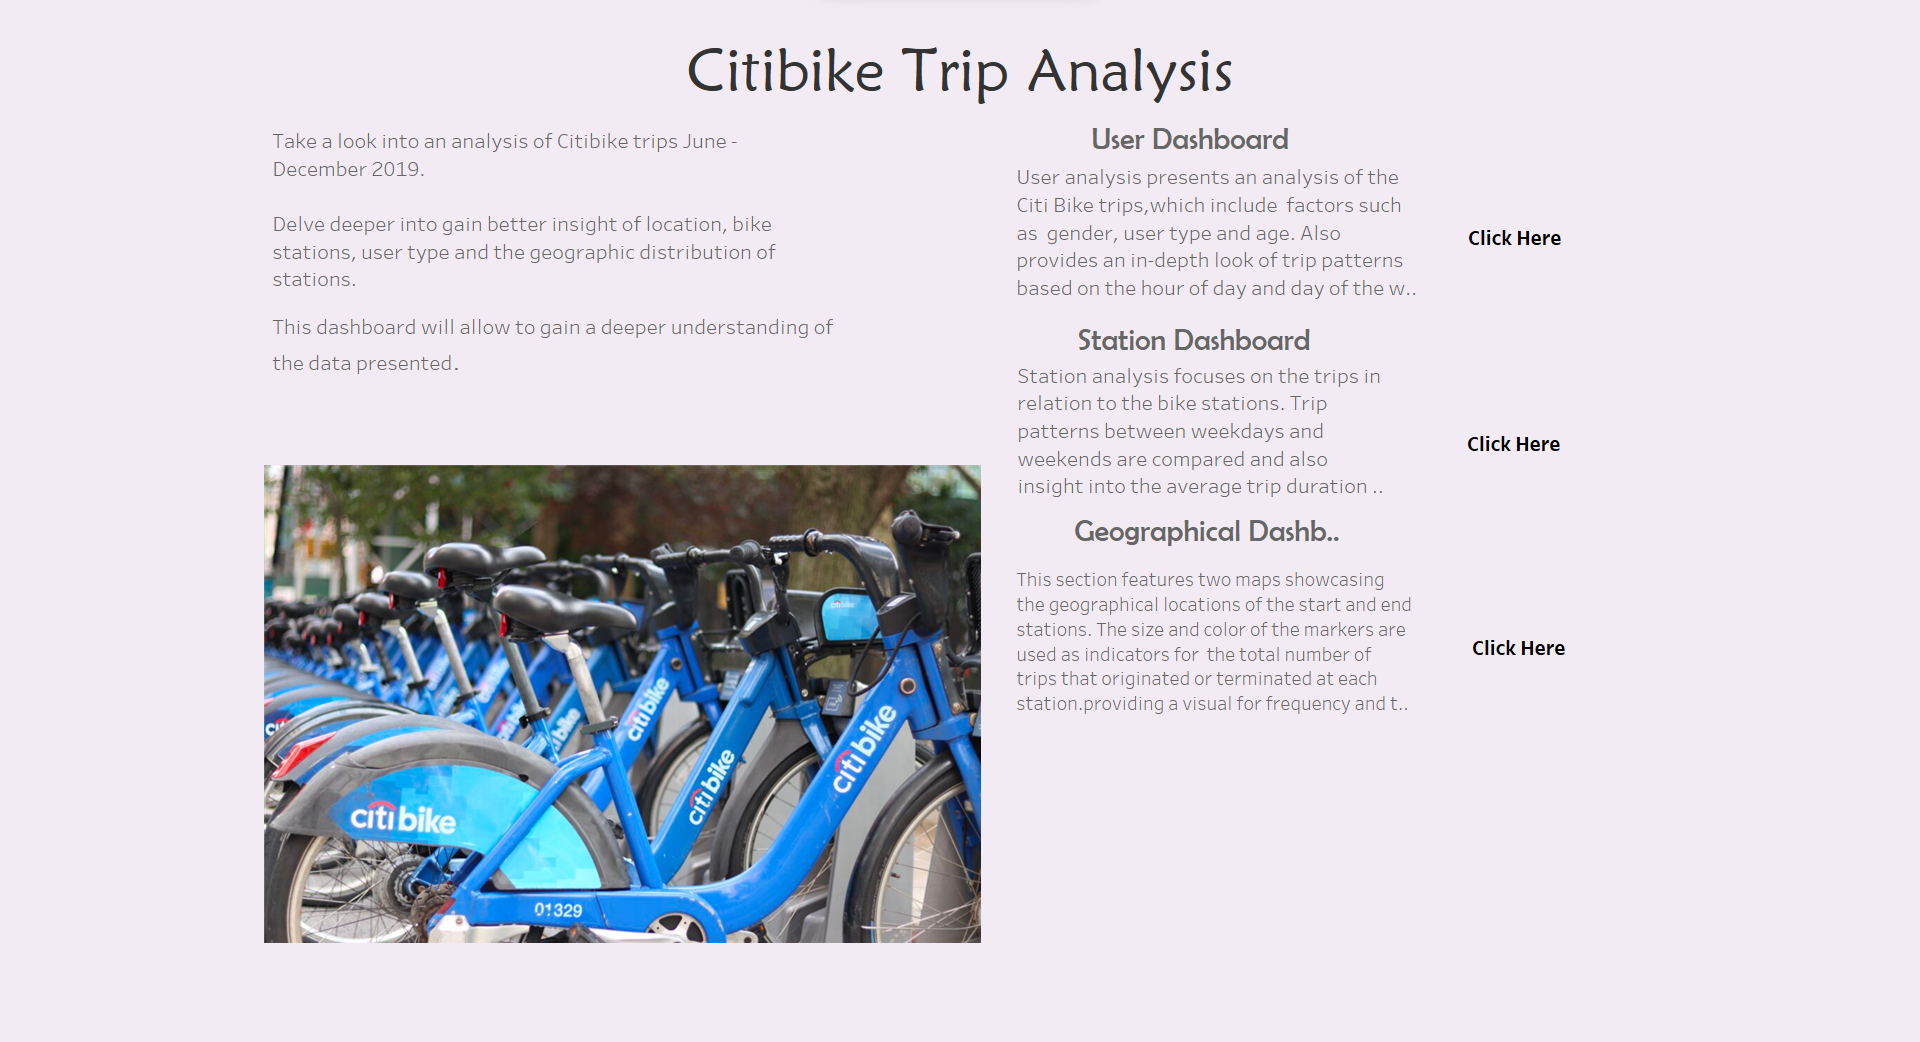 Citibike Trip Analysis
Take a look into an analysis of Citibike trips June -
December 2019.
Delve deeper into gain better insight of location, bike
stations, user type and the geographic distribution of
stations.
This dashboard will allow to gain a deeper understanding of
the data presented.
User Dashboard
User analysis presents an analysis of the
Citi Bike trips,which include  factors such
as  gender, user type and age. Also
provides an in-depth look of trip patterns
based on the hour of day and day of the w..
Click Here
Station Dashboard
Station analysis focuses on the trips in
relation to the bike stations. Trip
patterns between weekdays and
weekends are compared and also
insight into the average trip duration ..
Click Here
Geographical Dashb..
This section features two maps showcasing
the geographical locations of the start and end
stations. The size and color of the markers are
used as indicators for  the total number of
trips that originated or terminated at each
station.providing a visual for frequency and t..
Click Here
citibike
citibike
citibike
citibike
citibike
citibike
01329